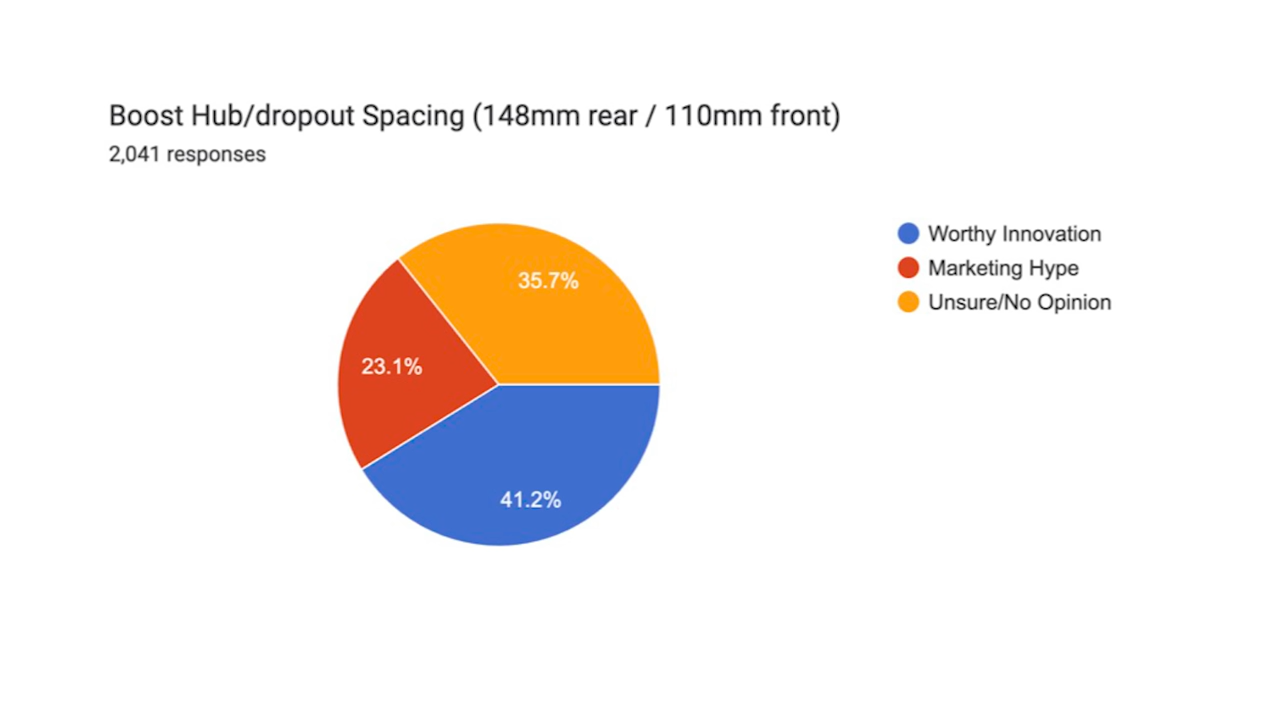 Boost Hub/dropout Spacing (148mm rear / 110mm front)
2,041 responses
Worthy Innovation
Marketing Hype
Unsure/No Opinion
35.7%
23.1%
41.2%